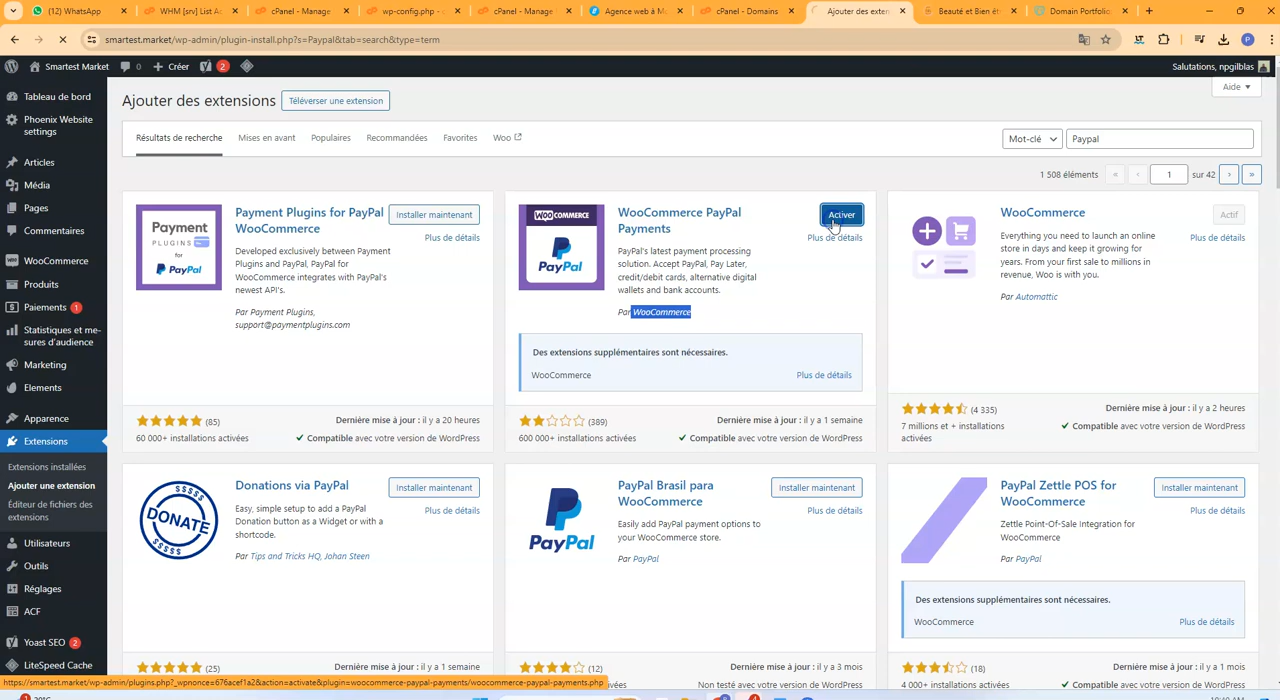 (12) WhatsApp
WHM [srv] List A
cPanel - Manage
wp-config.php -
cPanel - Manage
Agence web à M
cPanel - Domains
Ajouter des exten
Beauté et Bien êt
Domain Portfolio
smartest.market/wp-admin/plugin-install.php?s=Paypal&tab=search&type=term
Smartest Market
0
Créer
2
Salutations, npgilblas
Tableau de bord
Phoenix Website
settings
Articles
Média
Pages
Commentaires
WooCommerce
Produits
Paiements 1
Statistiques et me-
sures d'audience
Marketing
Elements
Apparence
Extensions
Extensions installées
Ajouter une extension
Éditeur de fichiers des
extensions
Utilisateurs
Outils
Réglages
ACF
Yoast SEO 2
LiteSpeed Cache
Aide
Ajouter des extensions
Téléverser une extension
Résultats de recherche
Mises en avant
Populaires
Recommandées
Favorites
Woo
Mot-clé
Paypal
1 508 éléments
«
‹
1
sur 42
›
»
Payment
PLUGINS
for
PayPal
Payment Plugins for PayPal
WooCommerce
Installer maintenant
Plus de détails
Developed exclusively between Payment
Plugins and PayPal, PayPal for
WooCommerce integrates with PayPal's
newest API's.
Par Payment Plugins,
support@paymentplugins.com
(85)
60 000+ installations activées
Dernière mise à jour : il y a 20 heures
Compatible avec votre version de WordPress
WOO COMMERCE
PayPal
WooCommerce PayPal
Payments
Activer
Plus de détails
PayPal's latest payment processing
solution. Accept PayPal, Pay Later,
credit/debit cards, alternative digital
wallets and bank accounts.
Par WooCommerce
Des extensions supplémentaires sont nécessaires.
WooCommerce
Plus de détails
(389)
600 000+ installations activées
Dernière mise à jour : il y a 1 semaine
Compatible avec votre version de WordPress
WooCommerce
Actif
Plus de détails
Everything you need to launch an online
store in days and keep it growing for
years. From your first sale to millions in
revenue, Woo is with you.
Par Automattic
(4 335)
7 millions et + installations
activées
Dernière mise à jour : il y a 2 heures
Compatible avec votre version de WordPress
$$$$$
DONATE
$$$$$
Donations via PayPal
Installer maintenant
Plus de détails
Easy, simple setup to add a PayPal
Donation button as a Widget or with a
shortcode.
Par Tips and Tricks HQ, Johan Steen
(25)
Dernière mise à jour : il y a 1 semaine
PayPal
PayPal Brasil para
WooCommerce
Installer maintenant
Plus de détails
Easily add PayPal payment options to
your WooCommerce store.
Par PayPal
(12)
Dernière mise à jour : il y a 3 mois
Non testé avec votre version de WordPress
PayPal Zettle POS for
WooCommerce
Installer maintenant
Plus de détails
Zettle Point-Of-Sale Integration for
WooCommerce
Par PayPal
Des extensions supplémentaires sont nécessaires.
WooCommerce
Plus de détails
(18)
4 000+ installations activées
Dernière mise à jour : il y a 1 mois
Compatible avec votre version de WordPress
https://smartest.market/wp-admin/plugins.php?_wpnonce=676acef1a2&action=activate&plugin=woocommerce-paypal-payments/woocommerce-paypal-payments.php